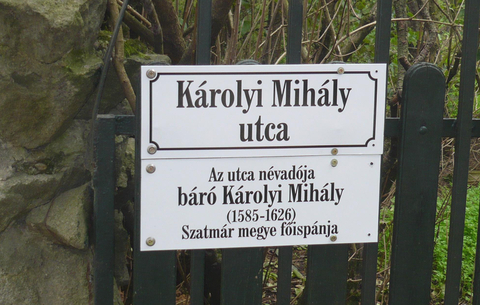 Károlyi Mihály
utca
Az utca névadója
báró Károlyi Mihály
(1585-1626)
Szatmár megye főispánja